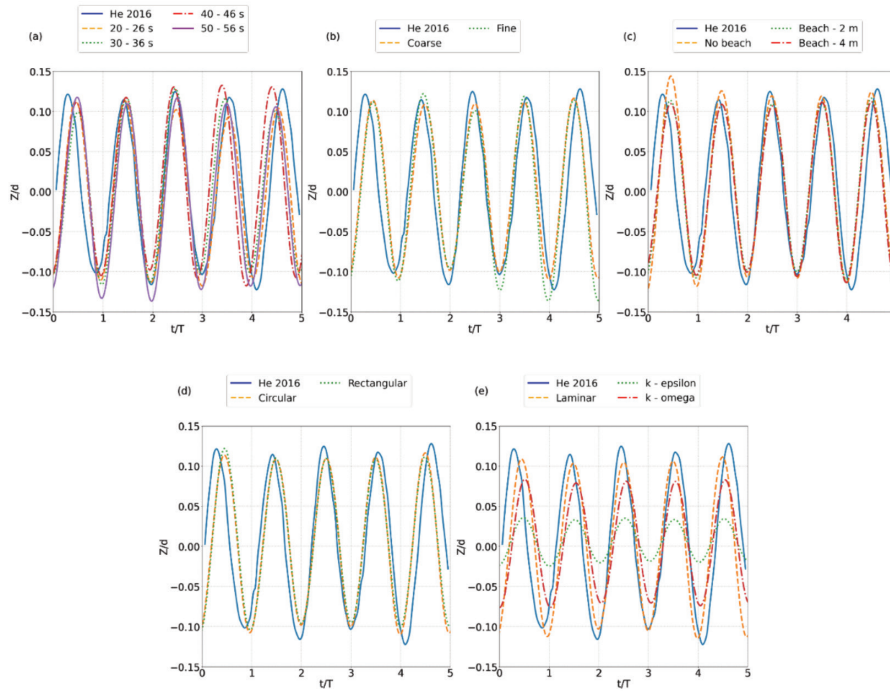 (a)
He 2016
20 - 26 s
30 - 36 s
40 - 46 s
50 - 56 s
0.15
0.10
0.05
0.00
−0.05
−0.10
−0.15
Z/d
0 1 2 3 4 5
t/T
(b)
He 2016
Coarse
Fine
0.15
0.10
0.05
0.00
−0.05
−0.10
−0.15
Z/d
0 1 2 3 4 5
t/T
(c)
He 2016
No beach
Beach - 2 m
Beach - 4 m
0.15
0.10
0.05
0.00
−0.05
−0.10
−0.15
Z/d
0 1 2 3 4
t/T
(d)
He 2016
Circular
Rectangular
0.15
0.10
0.05
0.00
−0.05
−0.10
−0.15
Z/d
0 1 2 3 4 5
t/T
(e)
He 2016
Laminar
k - epsilon
k - omega
0.15
0.10
0.05
0.00
−0.05
−0.10
−0.15
Z/d
0 1 2 3 4 5
t/T